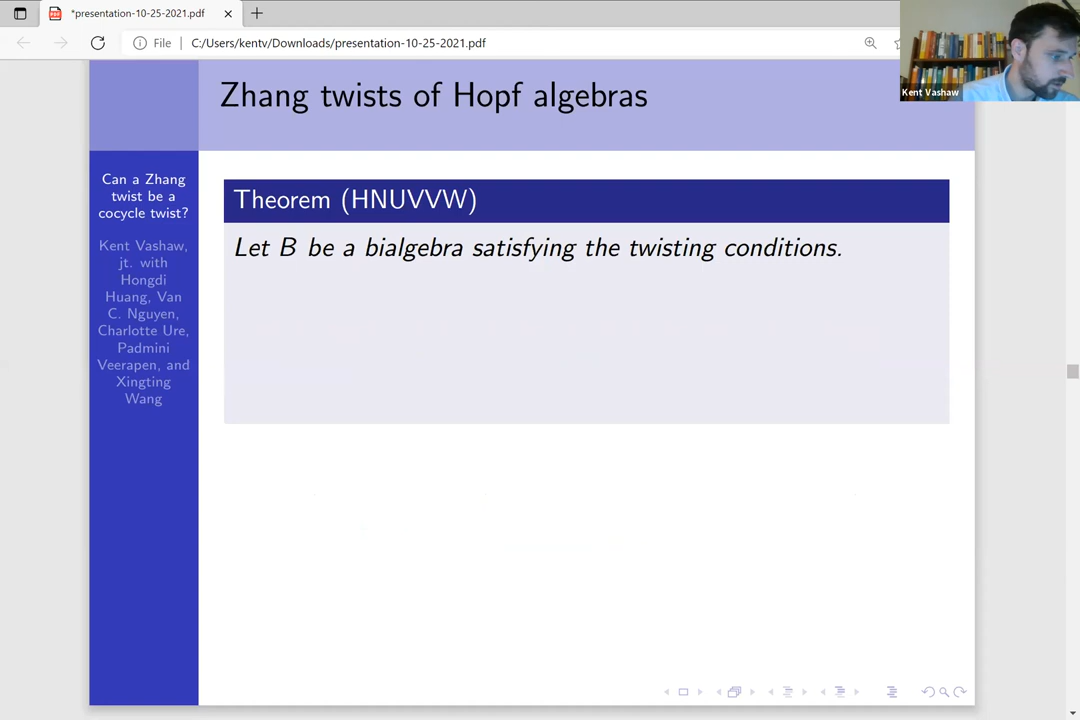 *presentation-10-25-2021.pdf
File
C:/Users/kentv/Downloads/presentation-10-25-2021.pdf
Kent Vashaw
Zhang twists of Hopf algebras
Can a Zhang
twist be a
cocycle twist?
Kent Vashaw,
jt. with
Hongdi
Huang, Van
C. Nguyen,
Charlotte Ure,
Padmini
Veerapen, and
Xingting
Wang
Theorem (HNUVVW)
Let B be a bialgebra satisfying the twisting conditions.